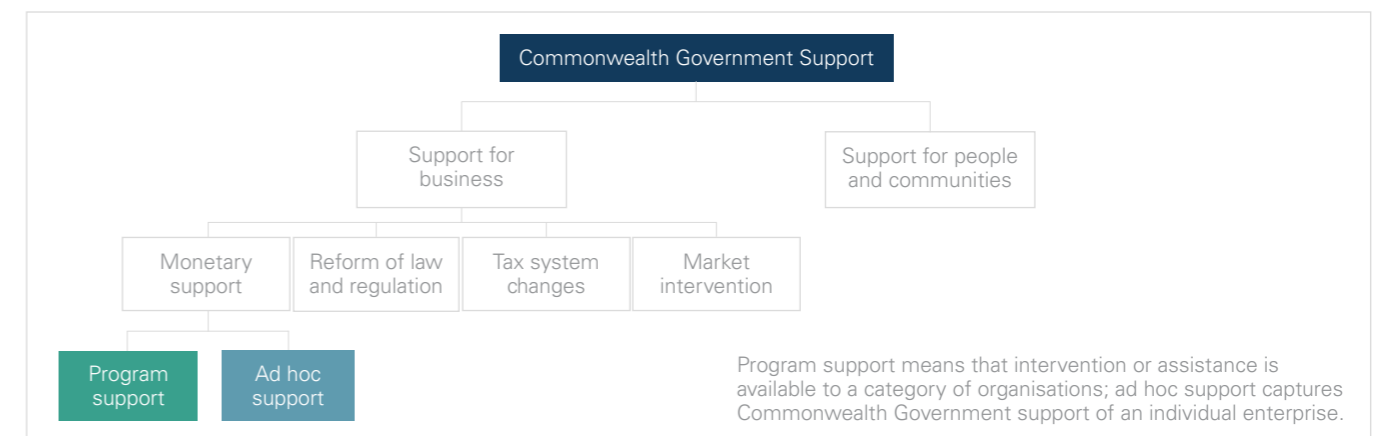 Commonwealth Government Support
Support for
business
Support for people
and communities
Monetary
support
Reform of law
and regulation
Tax system
changes
Market
intervention
Program
support
Ad hoc
support
Program support means that intervention or assistance is
available to a category of organisations; ad hoc support captures
Commonwealth Government support of an individual enterprise.